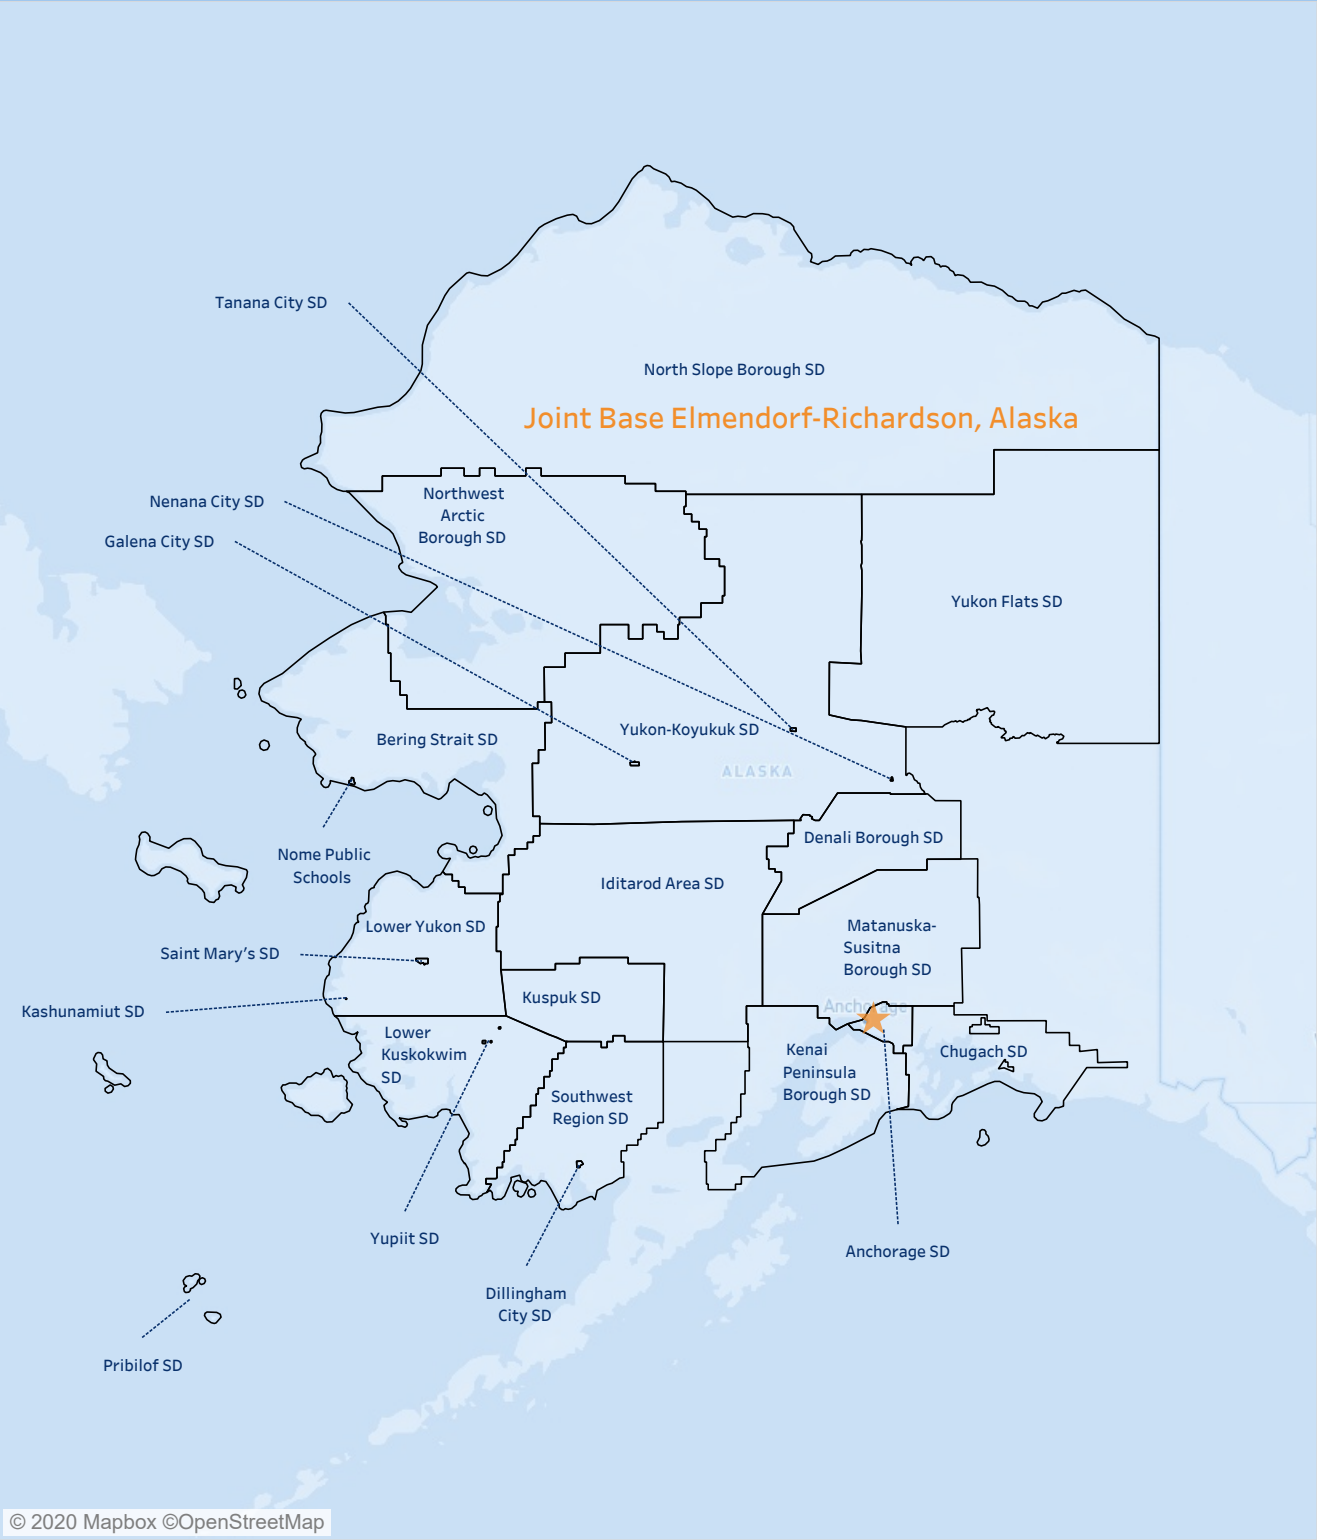 Tanana City SD
North Slope Borough SD
Joint Base Elmendorf-Richardson, Alaska
Nenana City SD
Northwest
Arctic
Borough SD
Galena City SD
Yukon Flats SD
Yukon-Koyukuk SD
Bering Strait SD
ALASKA
Denali Borough SD
Nome Public
Schools
Iditarod Area SD
Lower Yukon SD
Matanuska-
Susitna
Borough SD
Saint Mary's SD
Kuspuk SD
Anchorage
Kashunamiut SD
Lower
Kuskokwim
SD
Kenai
Peninsula
Borough SD
Chugach SD
Southwest
Region SD
Yupiit SD
Anchorage SD
Dillingham
City SD
Pribilof SD
© 2020 Mapbox ©OpenStreetMap